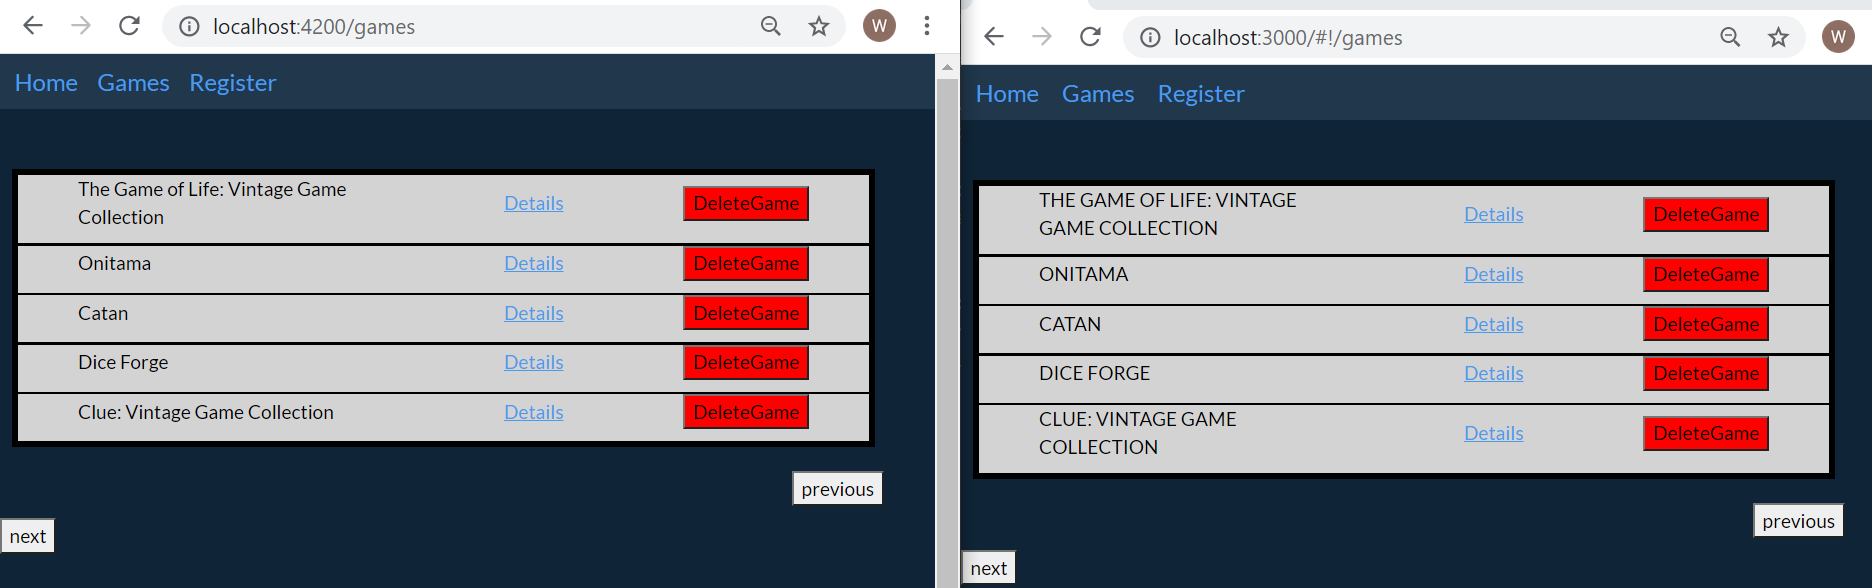 localhost:4200/games
W
Home Games Register
The Game of Life: Vintage Game
Collection
Details
DeleteGame
Onitama
Details
DeleteGame
Catan
Details
DeleteGame
Dice Forge
Details
DeleteGame
Clue: Vintage Game Collection
Details
DeleteGame
previous
next
localhost:3000/#!/games
W
Home Games Register
THE GAME OF LIFE: VINTAGE
GAME COLLECTION
Details
DeleteGame
ONITAMA
Details
DeleteGame
CATAN
Details
DeleteGame
DICE FORGE
Details
DeleteGame
CLUE: VINTAGE GAME
COLLECTION
Details
DeleteGame
previous
next